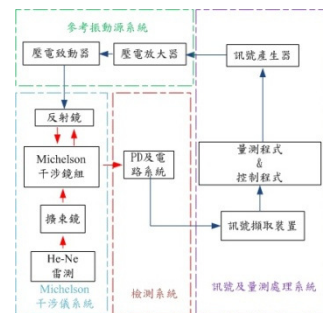 參考振動源系統
壓電致動器
壓電放大器
訊號產生器
反射鏡
Michelson
干涉鏡組
PD及電
路系統
量測程式
&
控制程式
擴束鏡
訊號擷取裝置
He-Ne
雷測
Michelson
干涉儀系統
檢測系統
訊號及量測處理系統